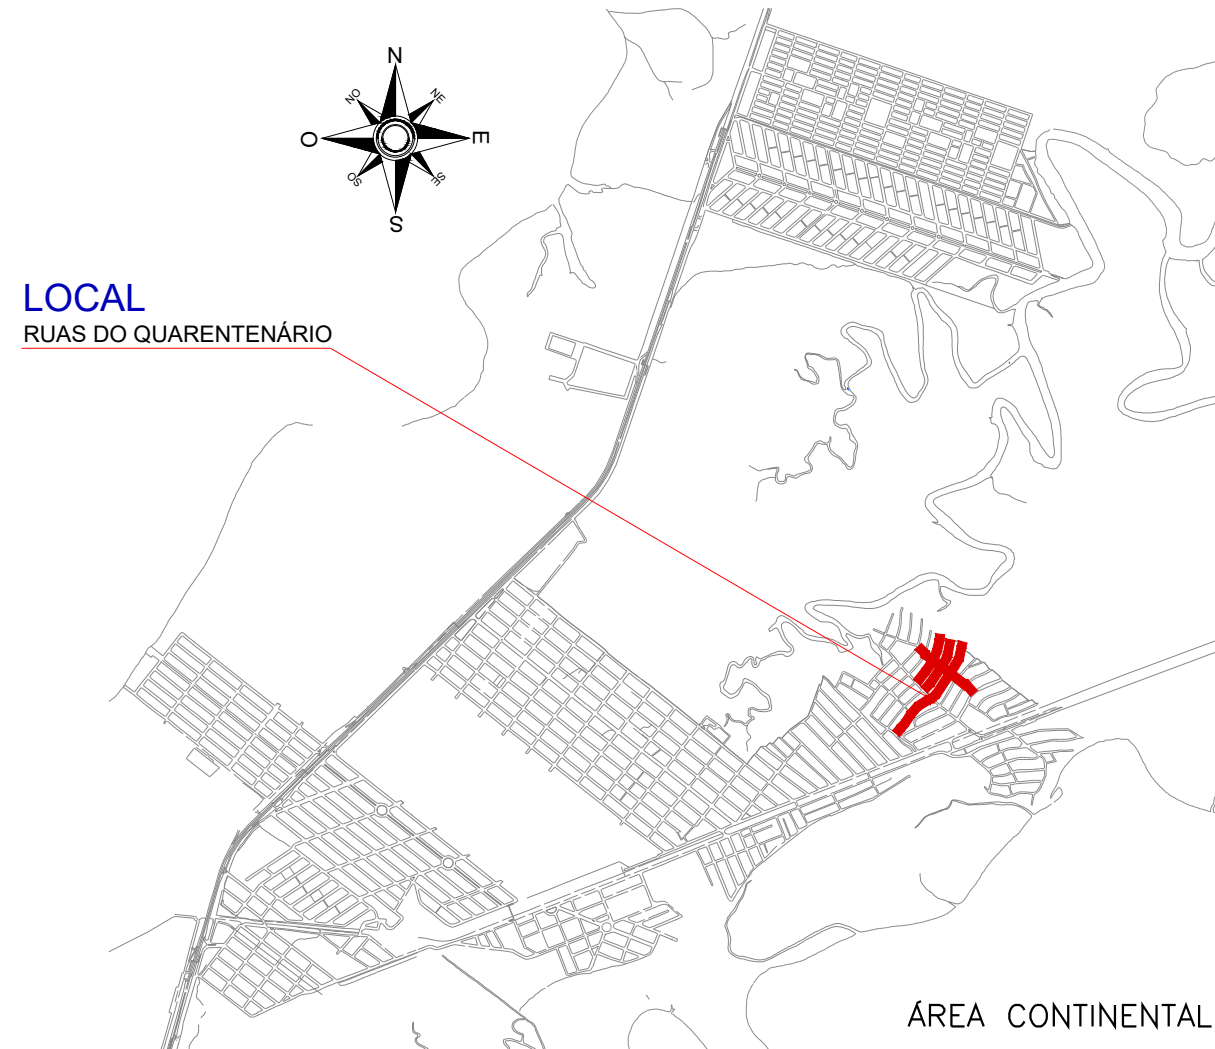 N
NO
NE
O
E
SO
SE
S
LOCAL
RUAS DO QUARENTENÁRIO
ÁREA CONTINENTAL